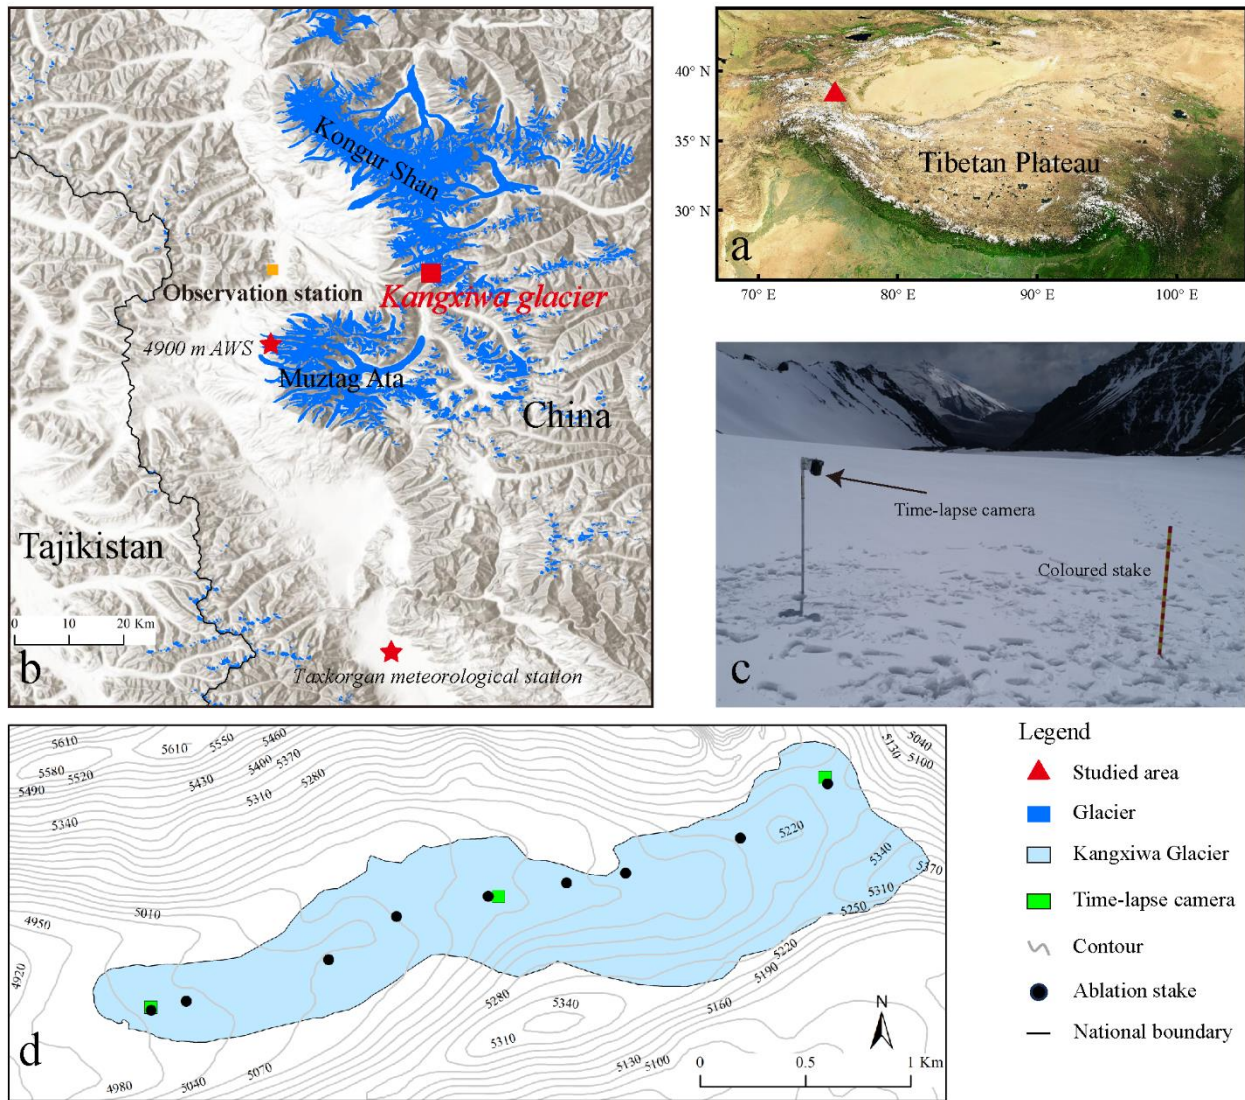 Kongur Shan
Observation station
Kangxiwa glacier
4900 m AWS
Muztag Ata
China
Tajikistan
0 10 20 Km
b
Taxkorgan meteorological station
40° N
35° N
30° N
Tibetan Plateau
a
70° E 80° E 90° E 100° E
Time-lapse camera
Coloured stake
c
5610
5610
5550
5460
5580
5520
5400
5370
5490
5430
5280
5310
5340
5040
5130
5100
5220
5340
5370
5310
5250
5010
4950
4920
5220
5190
5280
5340
5160
5310
N
d
5070
5130
5100
4980
5040
0 0.5 1 Km
Legend
Studied area
Glacier
Kangxiwa Glacier
Time-lapse camera
Contour
Ablation stake
National boundary